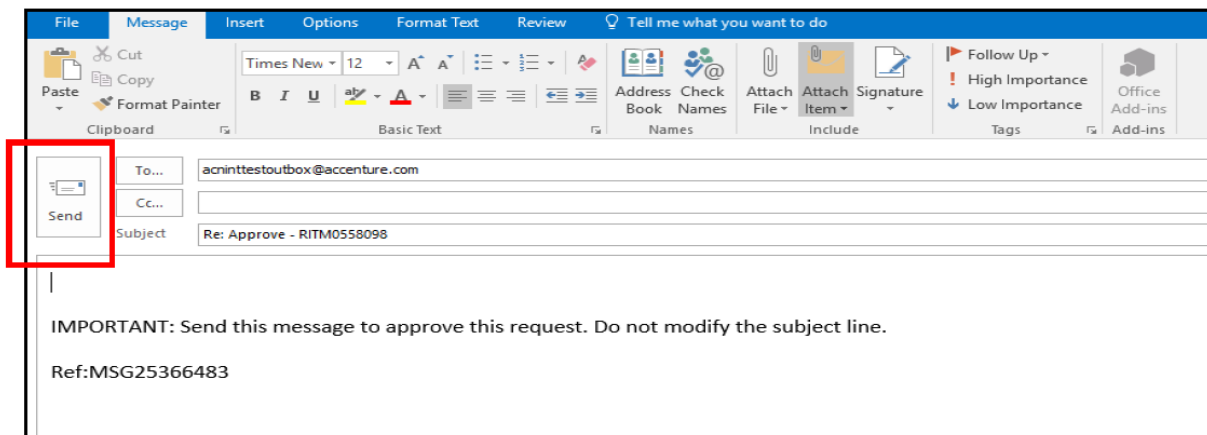 File Message Insert Options Format Text Review Tell me what you want to do
Cut
Copy
Format Painter
Paste
Times New 12 A A
B I U aby A
Address Book
Check Names
Attach File
Attach Item
Signature
Follow Up
High Importance
Low Importance
Office Add-ins
Clipboard Basic Text Names Include Tags Add-ins
Send
To... acninttestoutbox@accenture.com
Cc...
Subject Re: Approve - RITM0558098
IMPORTANT: Send this message to approve this request. Do not modify the subject line.
Ref:MSG25366483